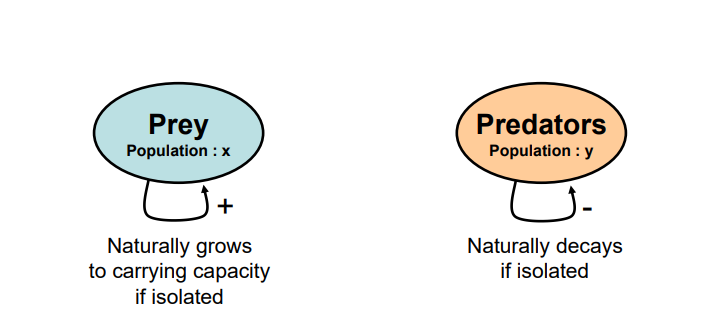 Prey
Population : x
+
Naturally grows
to carrying capacity
if isolated
Predators
Population : y
-
Naturally decays
if isolated